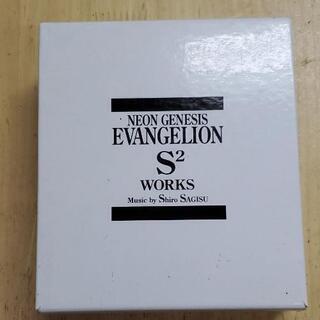 NEON GENESIS
EVANGELION
S²
WORKS
Music by Shiro SAGISU